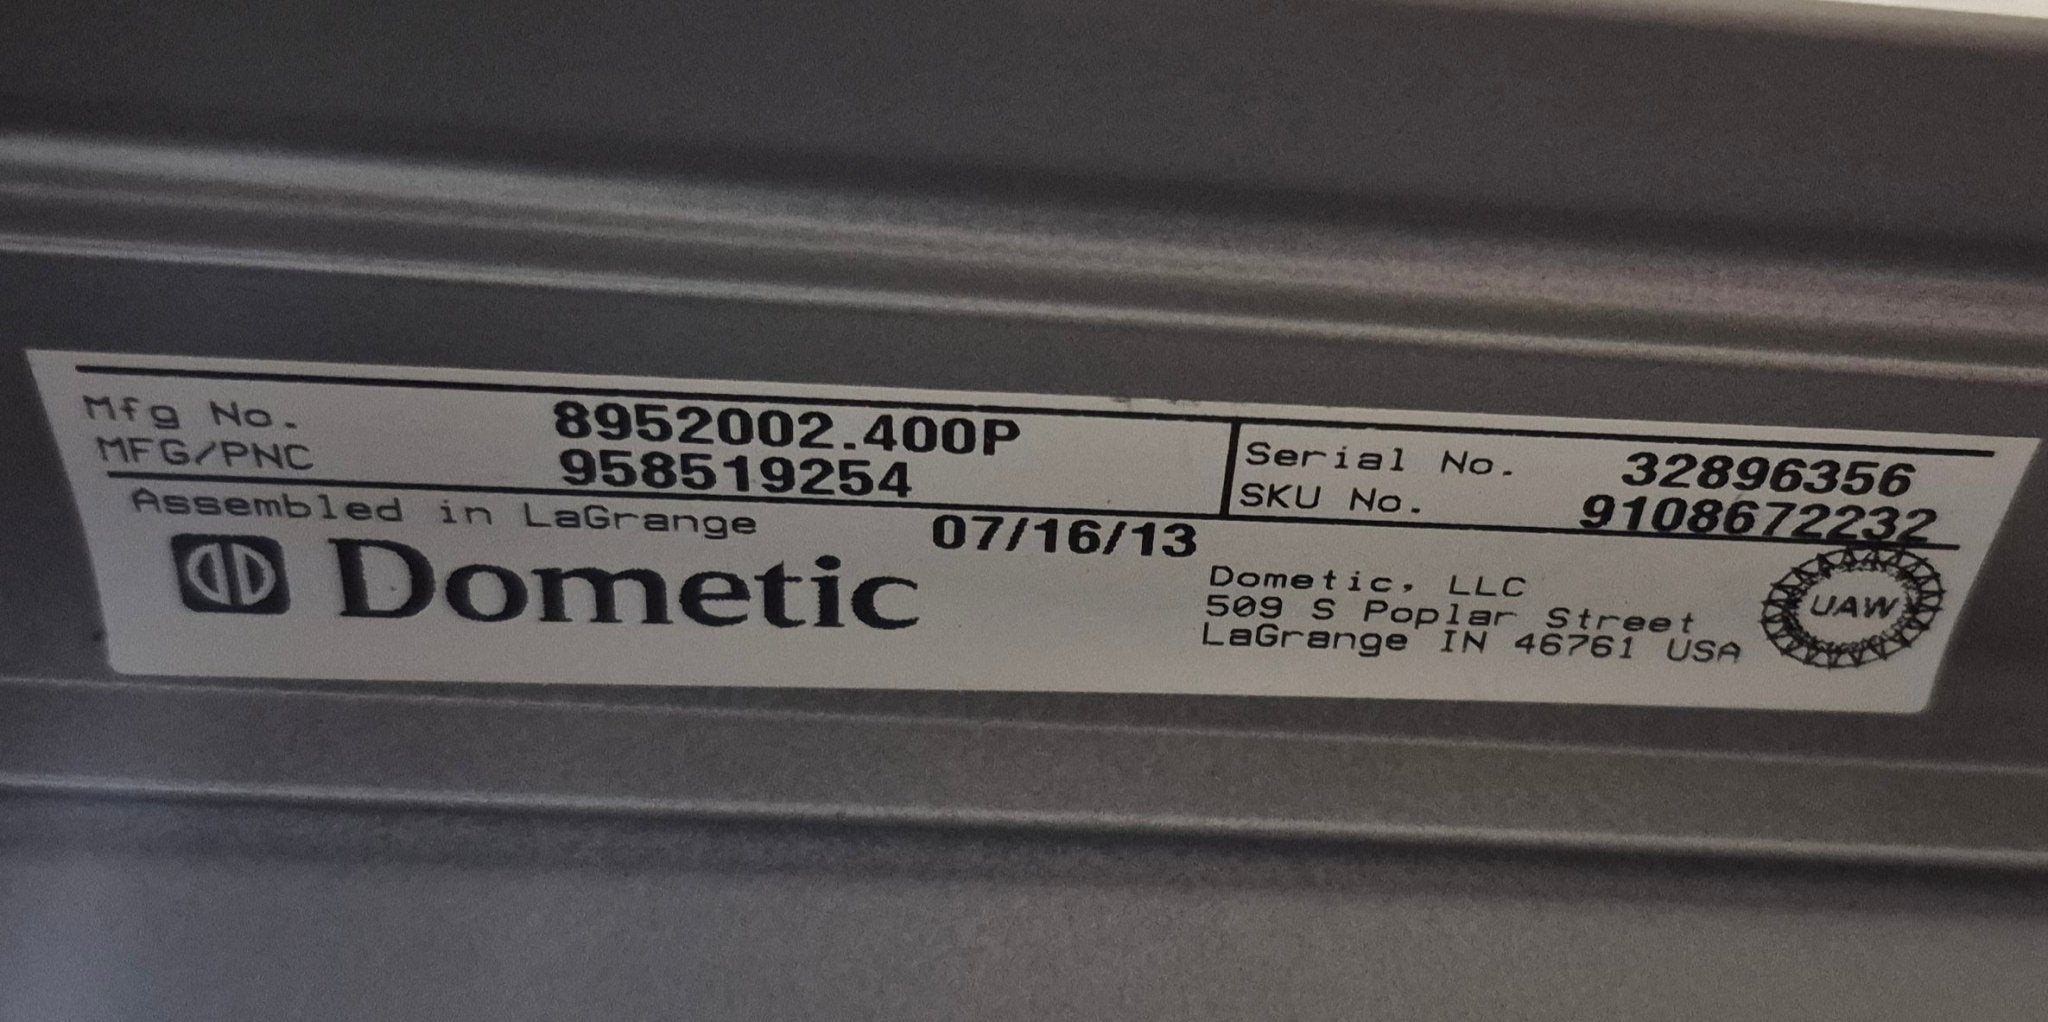 Mfg No. 8952002.400P
MFG/PNC 958519254
Serial No. 32896356
SKU No. 9108672232
Assembled in LaGrange 07/16/13
Dometic
Dometic, LLC
509 S Poplar Street
LaGrange IN 46761 USA
UAW